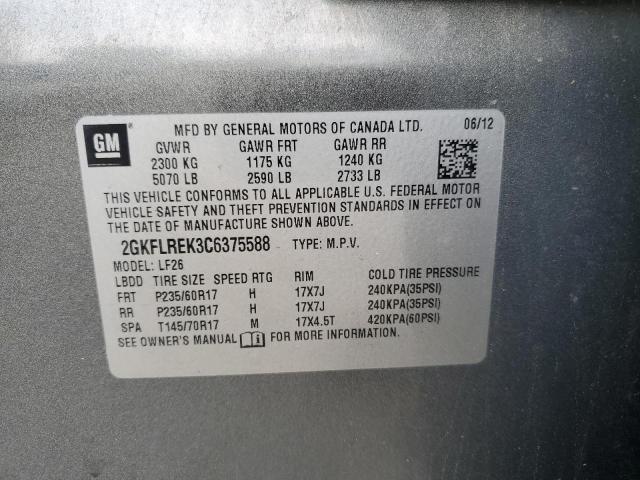 GM
MFD BY GENERAL MOTORS OF CANADA LTD. 06/12
GVWR GAWR FRT GAWR RR
2300 KG 1175 KG 1240 KG
5070 LB 2590 LB 2733 LB
THIS VEHICLE CONFORMS TO ALL APPLICABLE U.S. FEDERAL MOTOR
VEHICLE SAFETY AND THEFT PREVENTION STANDARDS IN EFFECT ON
THE DATE OF MANUFACTURE SHOWN ABOVE.
2GKFLREK3C6375588 TYPE: M.P.V.
MODEL: LF26
LBDD TIRE SIZE SPEED RTG RIM COLD TIRE PRESSURE
FRT P235/60R17 H 17X7J 240KPA(35PSI)
RR P235/60R17 H 17X7J 240KPA(35PSI)
SPA T145/70R17 M 17X4.5T 420KPA(60PSI)
SEE OWNER'S MANUAL FOR MORE INFORMATION.